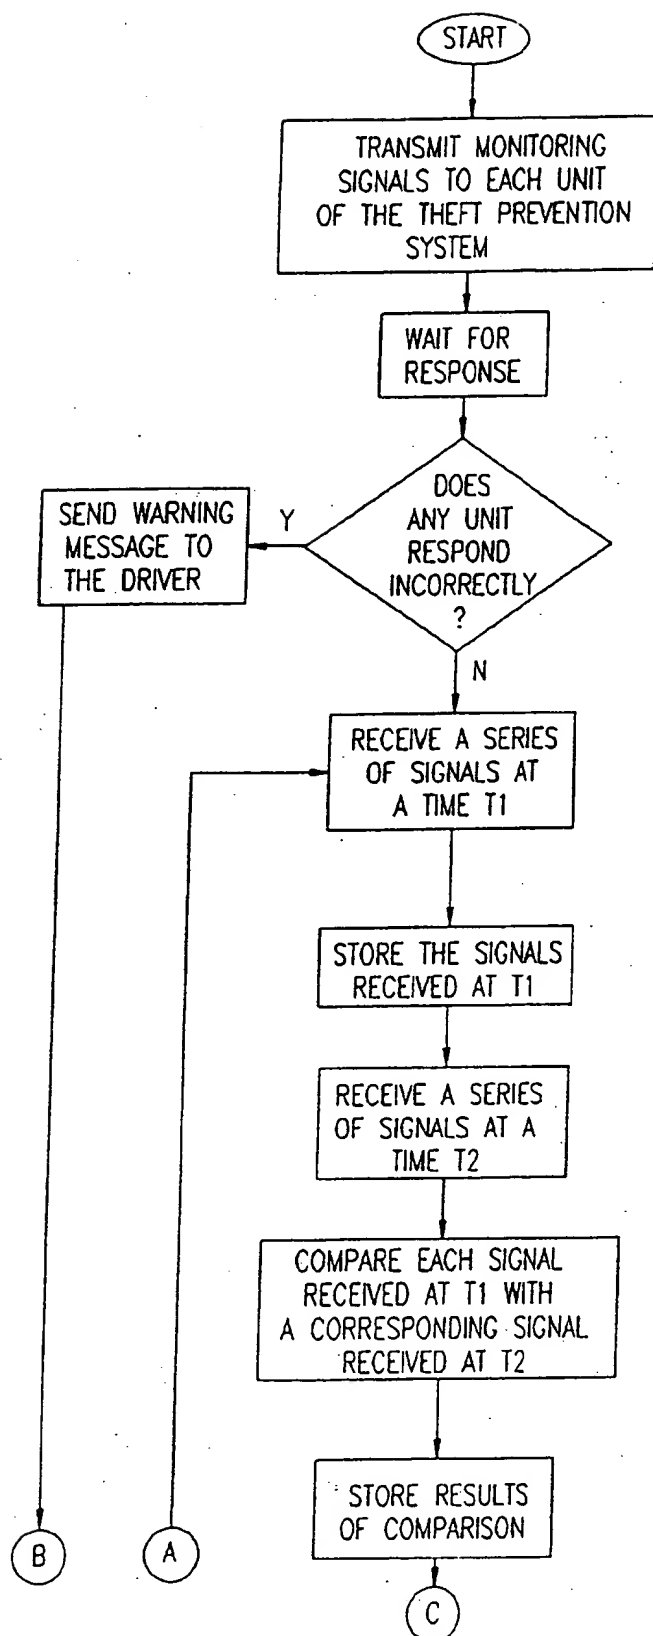 START
TRANSMIT MONITORING
SIGNALS TO EACH UNIT
OF THE THEFT PREVENTION
SYSTEM
WAIT FOR
RESPONSE
DOES
ANY UNIT
RESPOND
INCORRECTLY
?
Y
SEND WARNING
MESSAGE TO
THE DRIVER
N
RECEIVE A SERIES
OF SIGNALS AT
A TIME T1
STORE THE SIGNALS
RECEIVED AT T1
RECEIVE A SERIES
OF SIGNALS AT A
TIME T2
COMPARE EACH SIGNAL
RECEIVED AT T1 WITH
A CORRESPONDING SIGNAL
RECEIVED AT T2
STORE RESULTS
OF COMPARISON
B
A
C